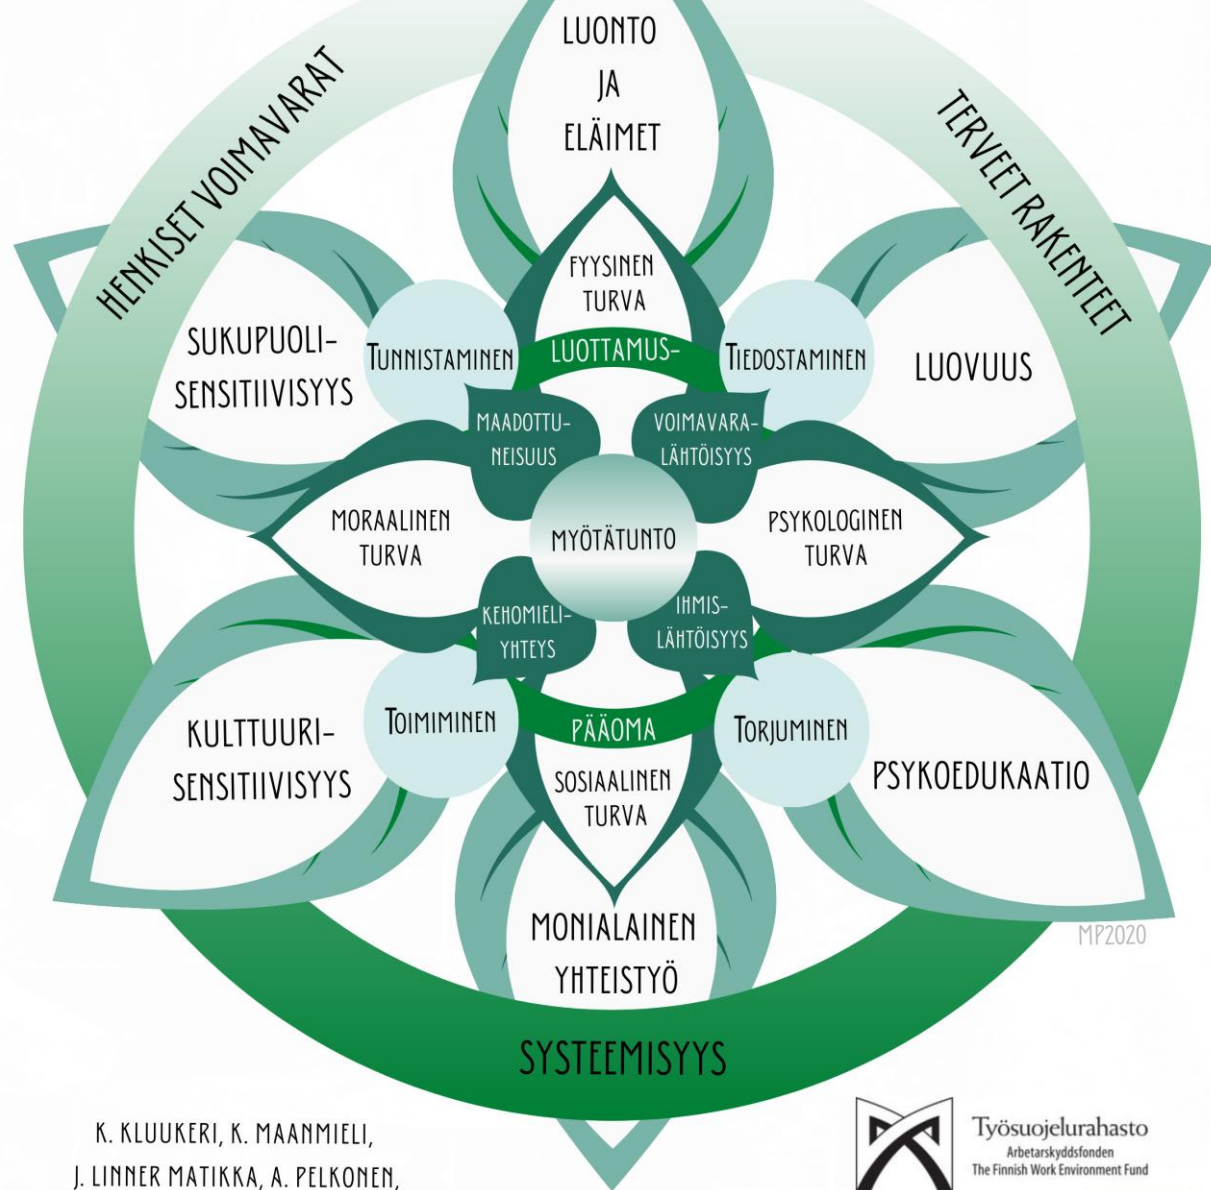 LUONTO
JA
ELÄIMET
HENKISET VOIMAVARAT
TERVEET RAKENTEET
FYYSINEN
TURVA
SUKUPUOLI-
SENSITIIVISYYS
TUNNISTAMINEN
LUOTTAMUS-
TIEDOSTAMINEN
LUOVUUS
MAADOTTU-
NEISUUS
VOIMAVARA-
LÄHTÖISYYS
MORAALINEN
TURVA
MYÖTÄTUNTO
PSYKOLOGINEN
TURVA
KEHOMIELI-
YHTEYS
IHMIS-
LÄHTÖISYYS
KULTTUURI-
SENSITIIVISYYS
TOIMIMINEN
PÄÄOMA
TORJUMINEN
PSYKOEDUKAATIO
SOSIAALINEN
TURVA
MONIALAINEN
YHTEISTYÖ
MP2020
SYSTEEMISYYS
K. KLUUKERI, K. MAANMIELI,
J. LINNER MATIKKA, A. PELKONEN,
Työsuojelurahasto
Arbetarskyddsfonden
The Finnish Work Environment Fund